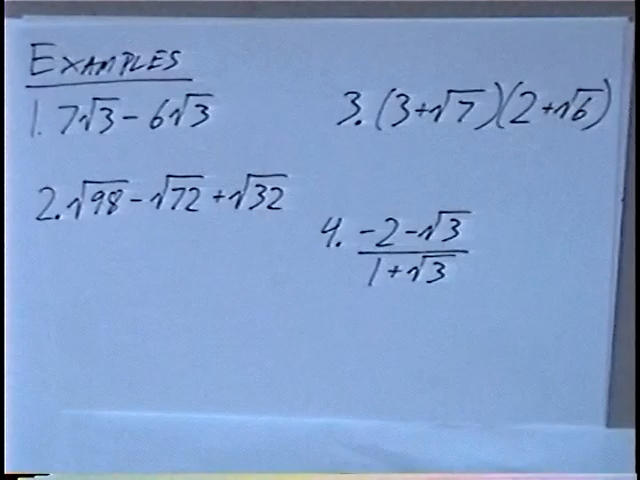 EXAMPLES
1. 7√3 - 6√3
2. √98 - √72 + √32
3. (3+√7)(2+√6)
4. -2-√3
1+√3